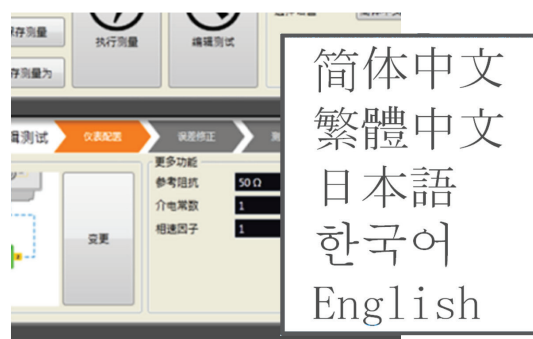 存测量
执行测量
编辑测试
存测量为
辑测试
仪表配置
误差修正
测
更多功能
参考阻抗
50 Ω
介电常数
1
相速因子
1
变更
简体中文
繁體中文
日本語
한국어
English